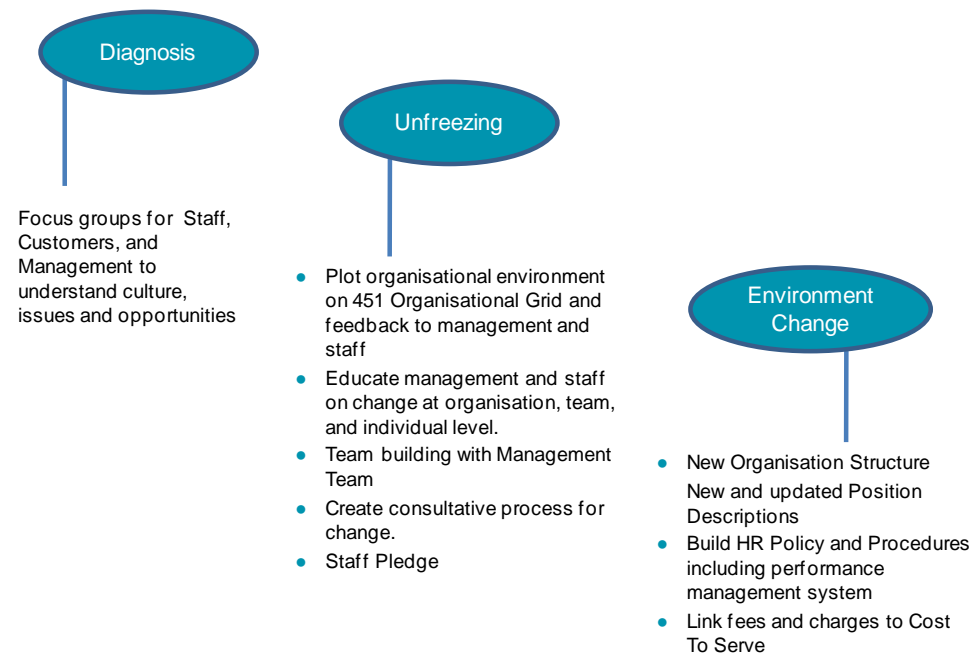 Diagnosis
Focus groups for Staff,
Customers, and
Management to
understand culture,
issues and opportunities
Unfreezing
● Plot organisational environment
on 451 Organisational Grid and
feedback to management and
staff
● Educate management and staff
on change at organisation, team,
and individual level.
● Team building with Management
Team
● Create consultative process for
change.
● Staff Pledge
Environment
Change
● New Organisation Structure
New and updated Position
Descriptions
● Build HR Policy and Procedures
including performance
management system
● Link fees and charges to Cost
To Serve